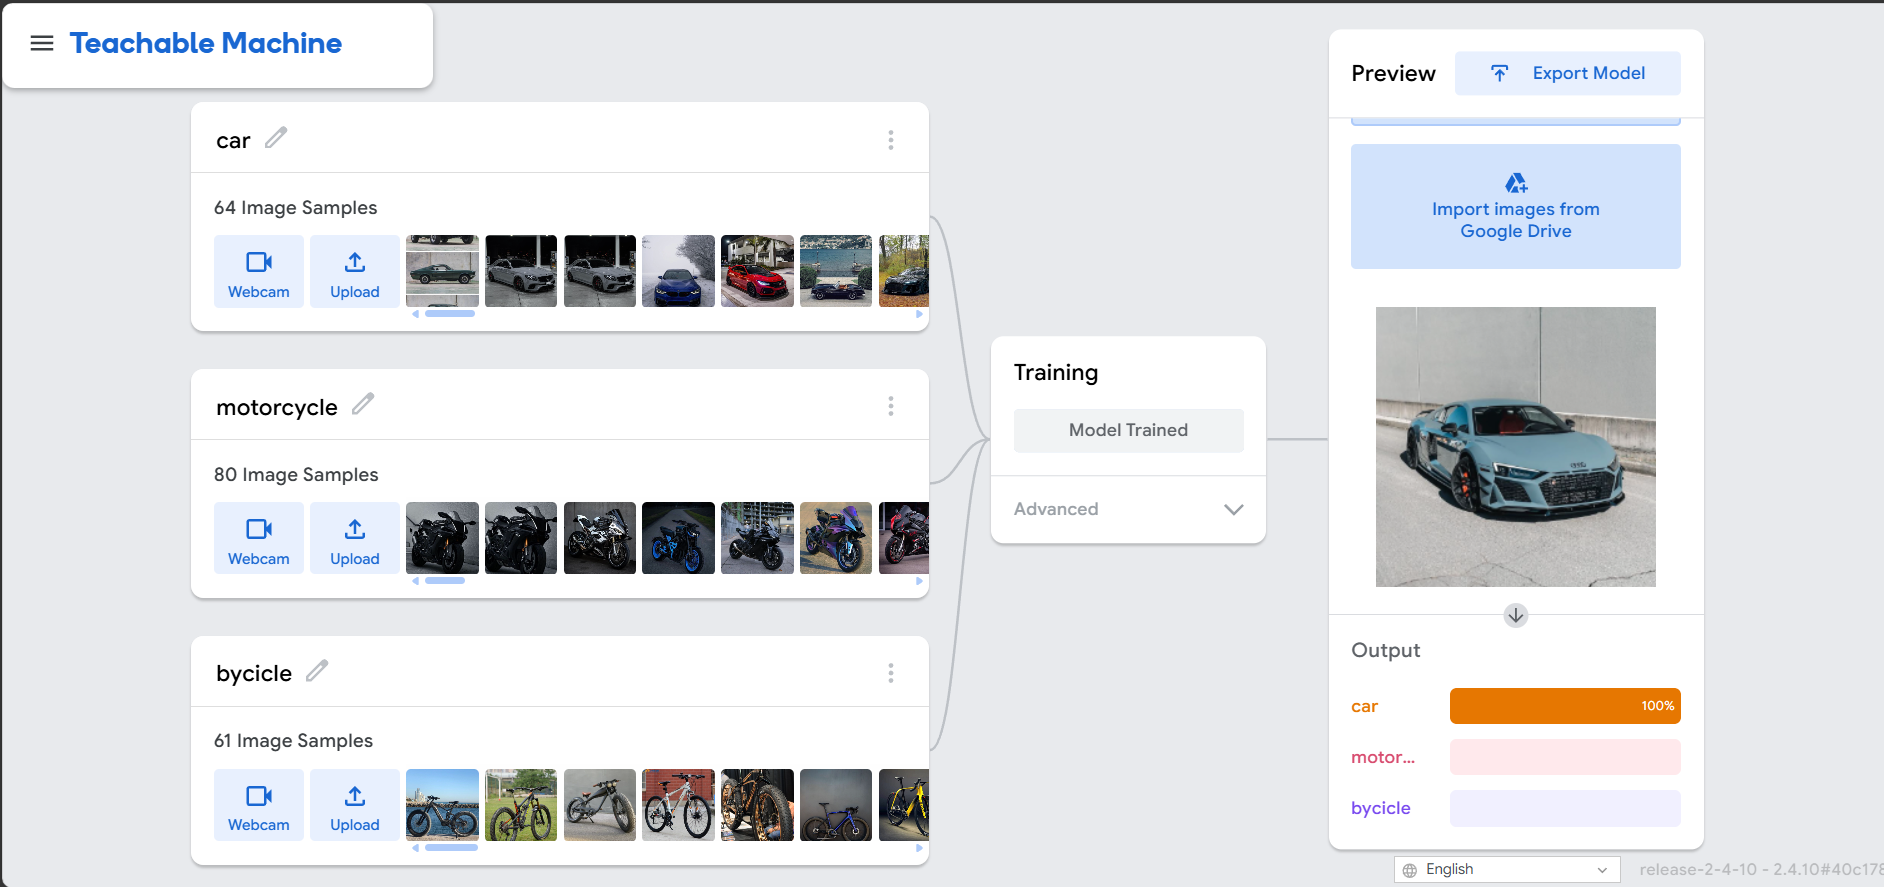 Teachable Machine
car
64 Image Samples
Webcam
Upload
motorcycle
80 Image Samples
Webcam
Upload
bycicle
61 Image Samples
Webcam
Upload
Training
Model Trained
Advanced
Preview
Export Model
Import images from
Google Drive
Output
car
100%
motor...
bycicle
English
release-2-4-10 - 2.4.10#40c178